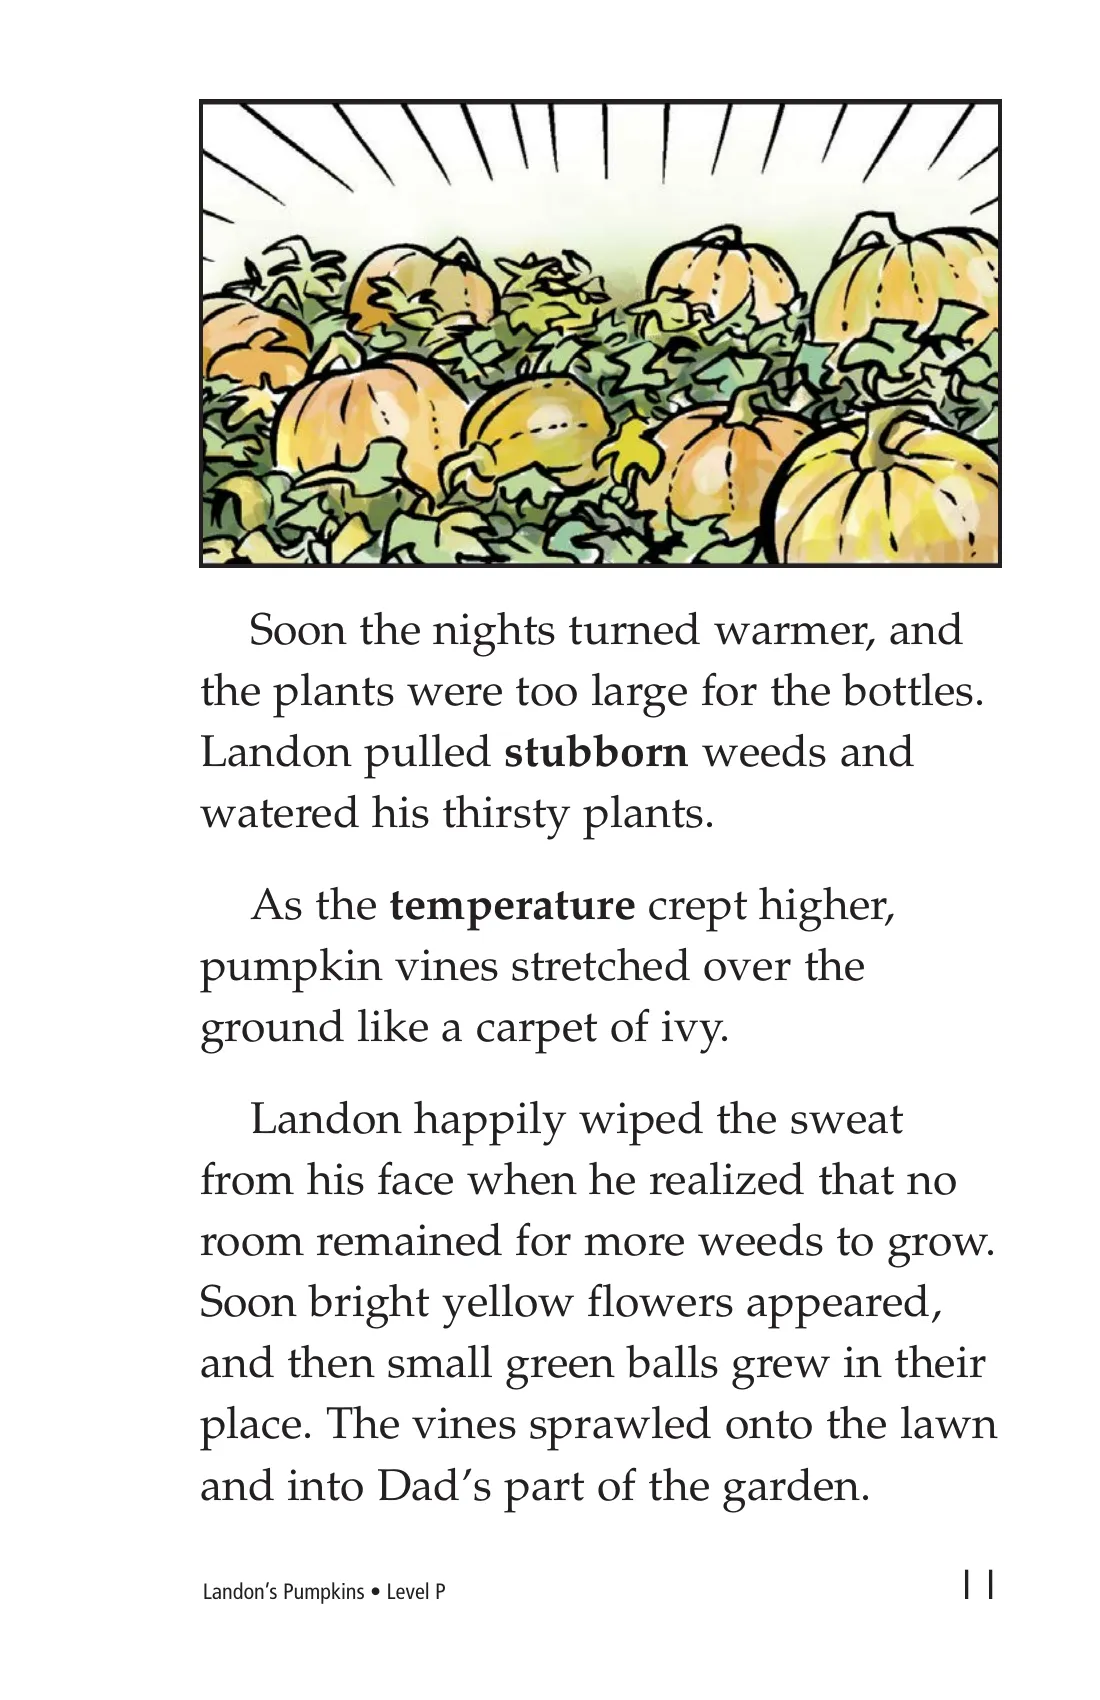 Soon the nights turned warmer, and
the plants were too large for the bottles.
Landon pulled stubborn weeds and
watered his thirsty plants.
As the temperature crept higher,
pumpkin vines stretched over the
ground like a carpet of ivy.
Landon happily wiped the sweat
from his face when he realized that no
room remained for more weeds to grow.
Soon bright yellow flowers appeared,
and then small green balls grew in their
place. The vines sprawled onto the lawn
and into Dad’s part of the garden.
Landon’s Pumpkins • Level P 11